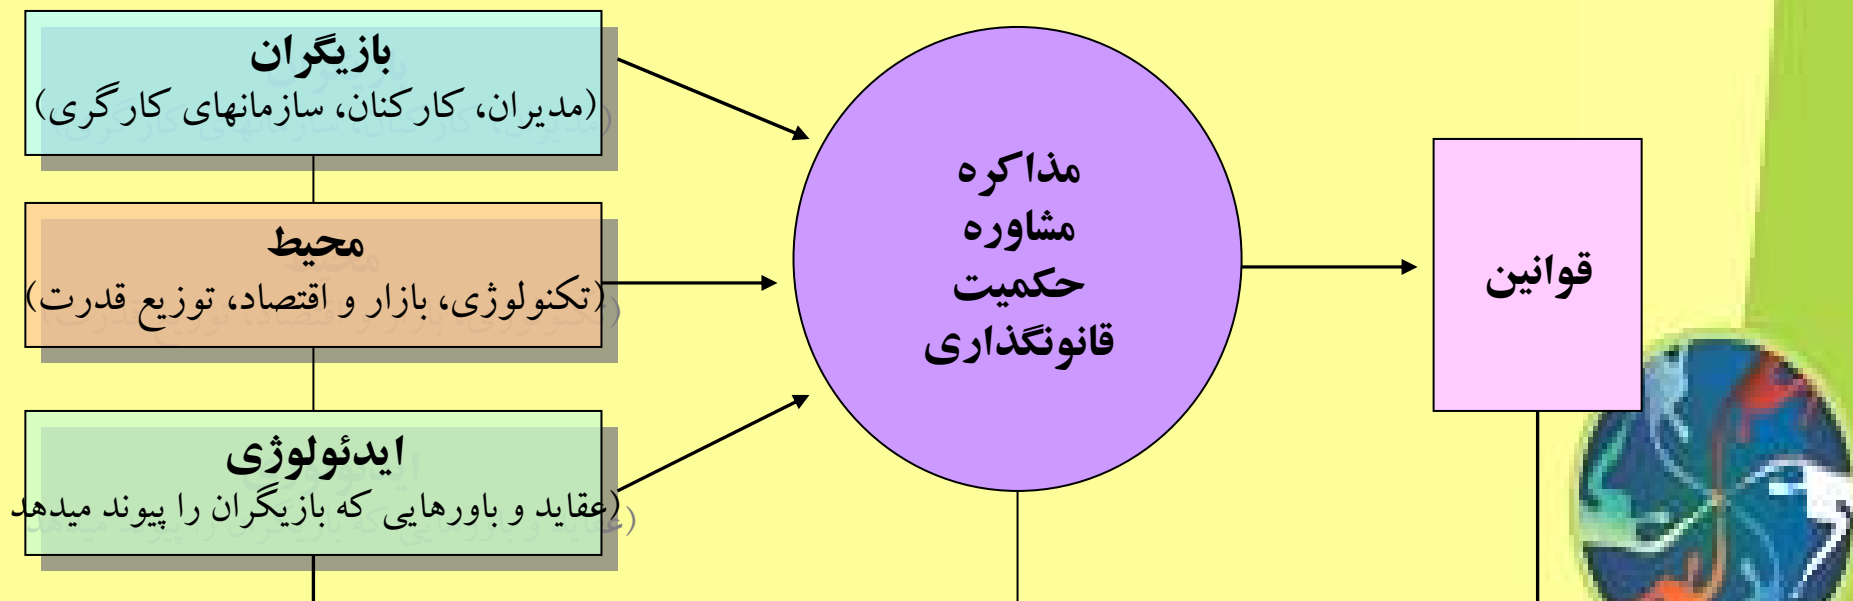 بازیگران
(مدیران، کارکنان، سازمانهای کارگری)
محیط
(تکنولوژی، بازار و اقتصاد، توزیع قدرت)
ایدئولوژی
(عقاید و باورهایی که بازیگران را پیوند میدهد
مذاکره
مشاوره
حکمیت
قانونگذاری
قوانین